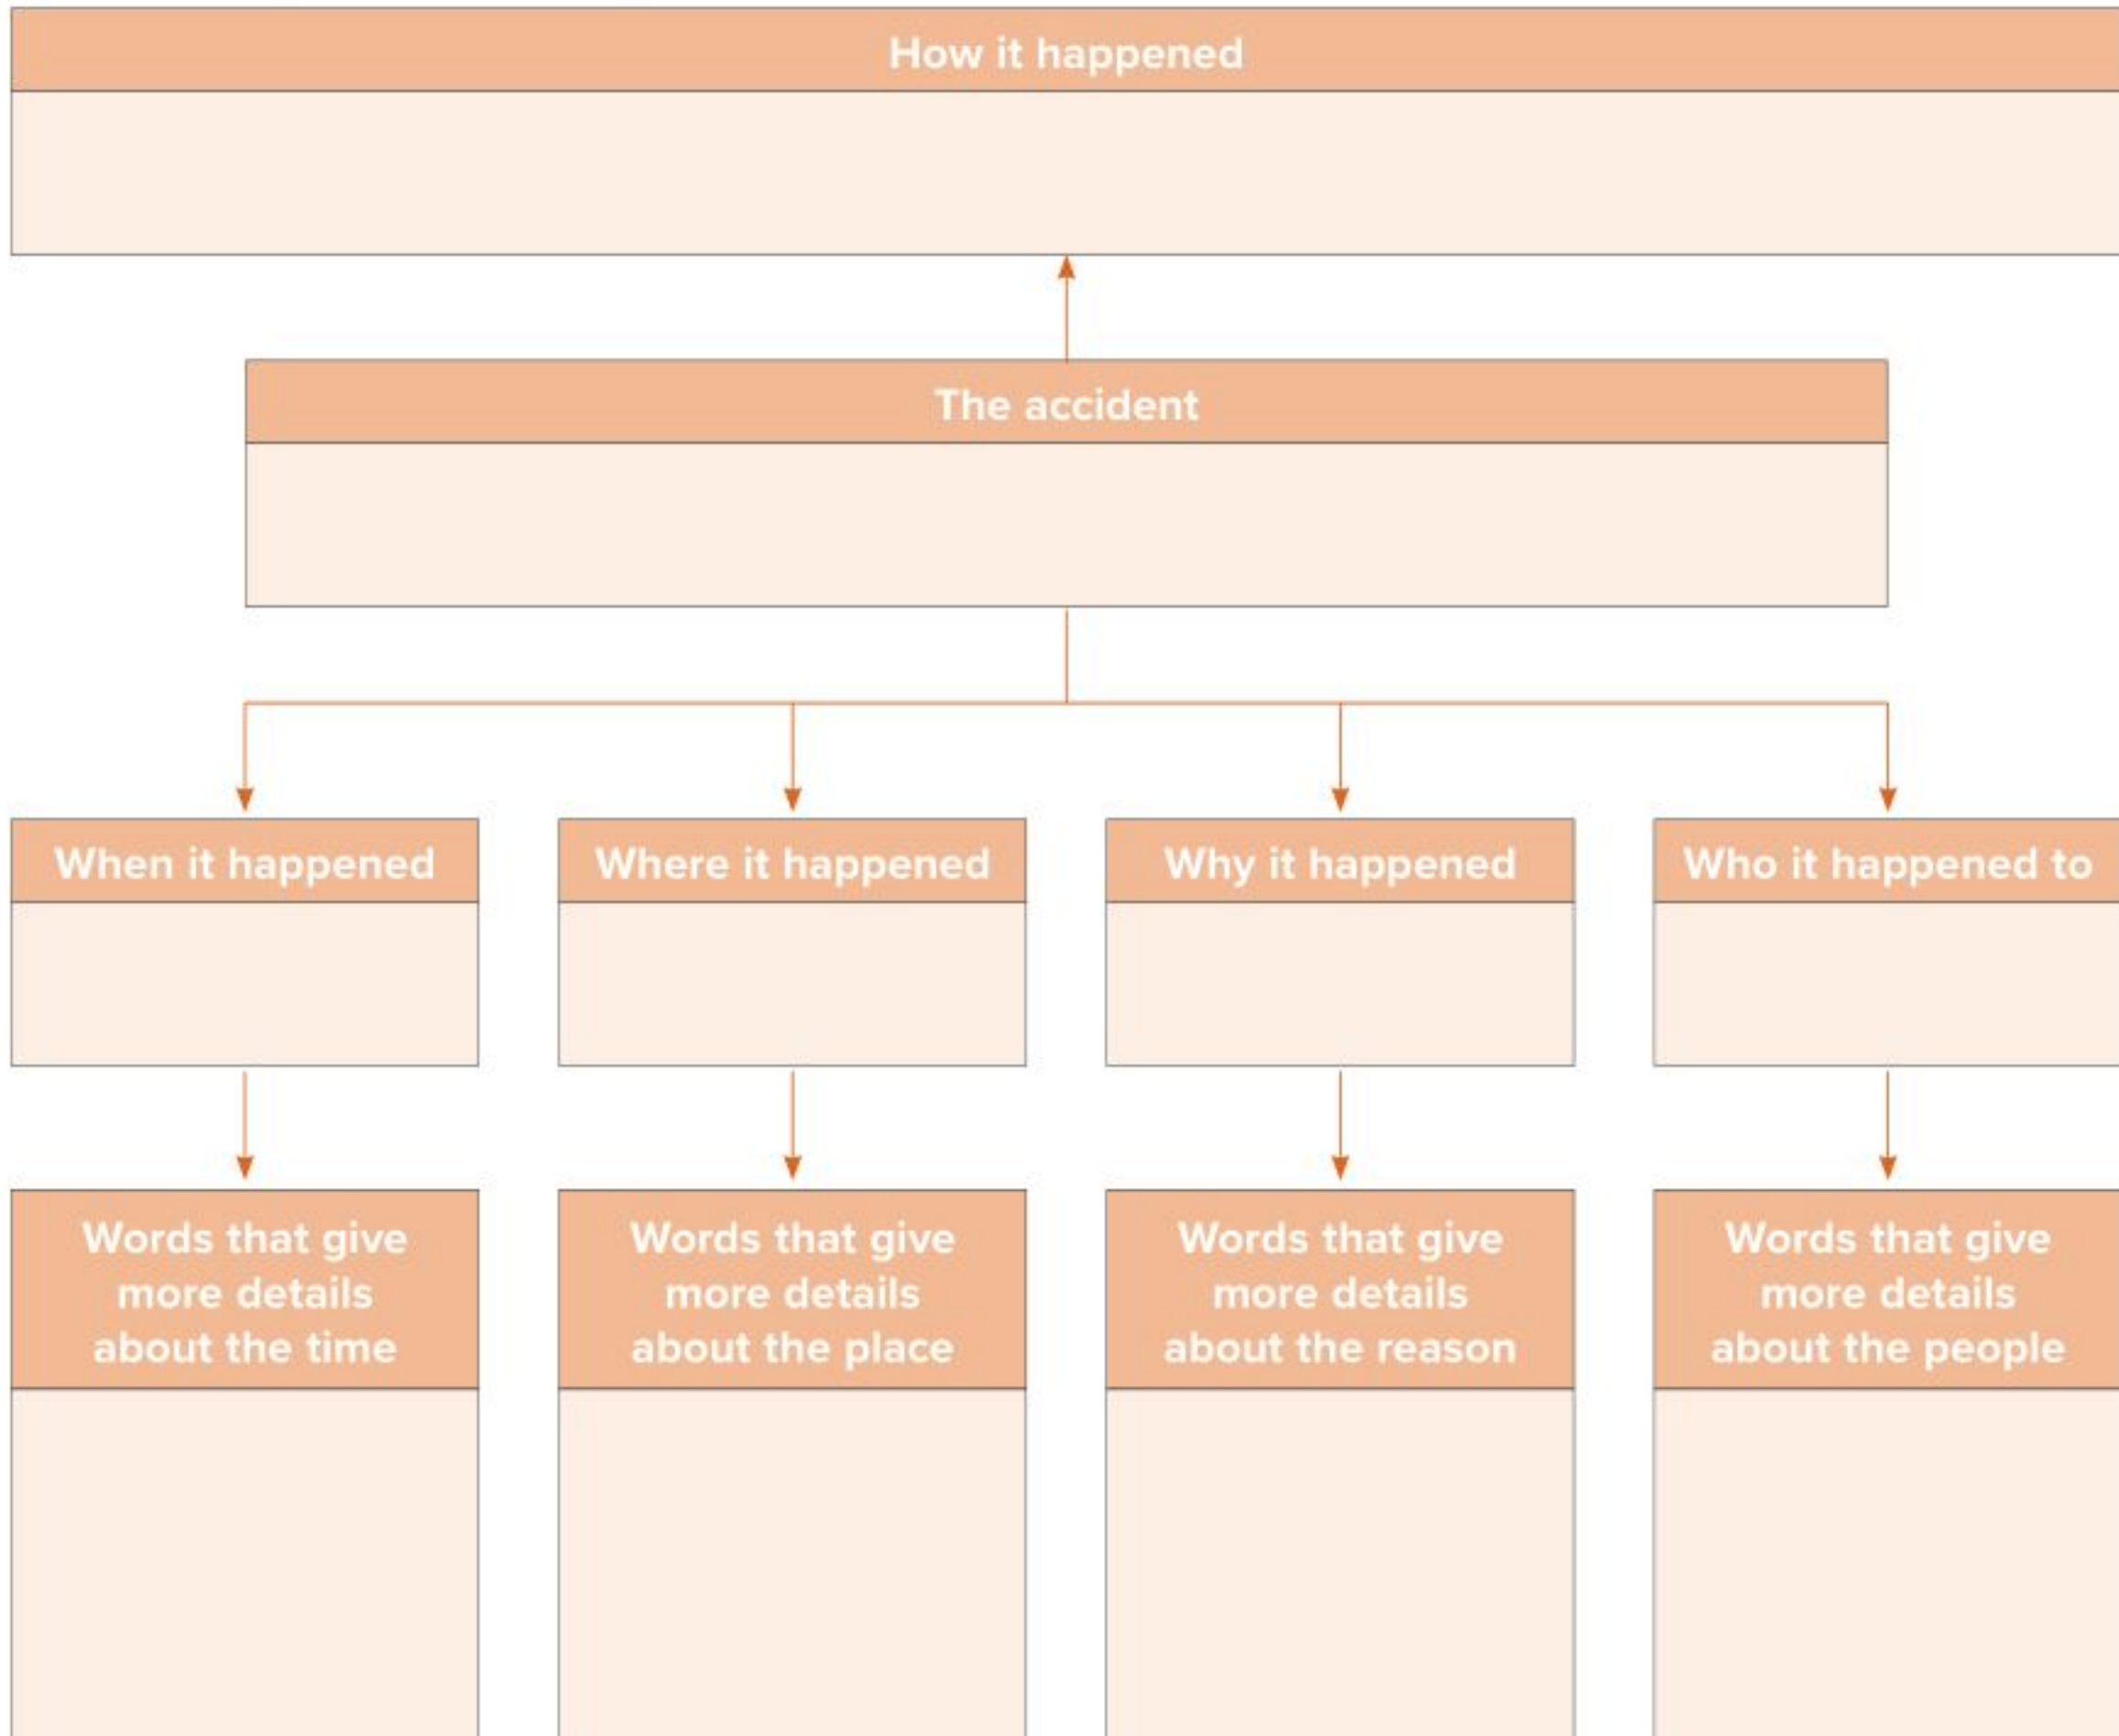 How it happened
The accident
When it happened
Where it happened
Why it happened
Who it happened to
Words that give
more details
about the time
Words that give
more details
about the place
Words that give
more details
about the reason
Words that give
more details
about the people